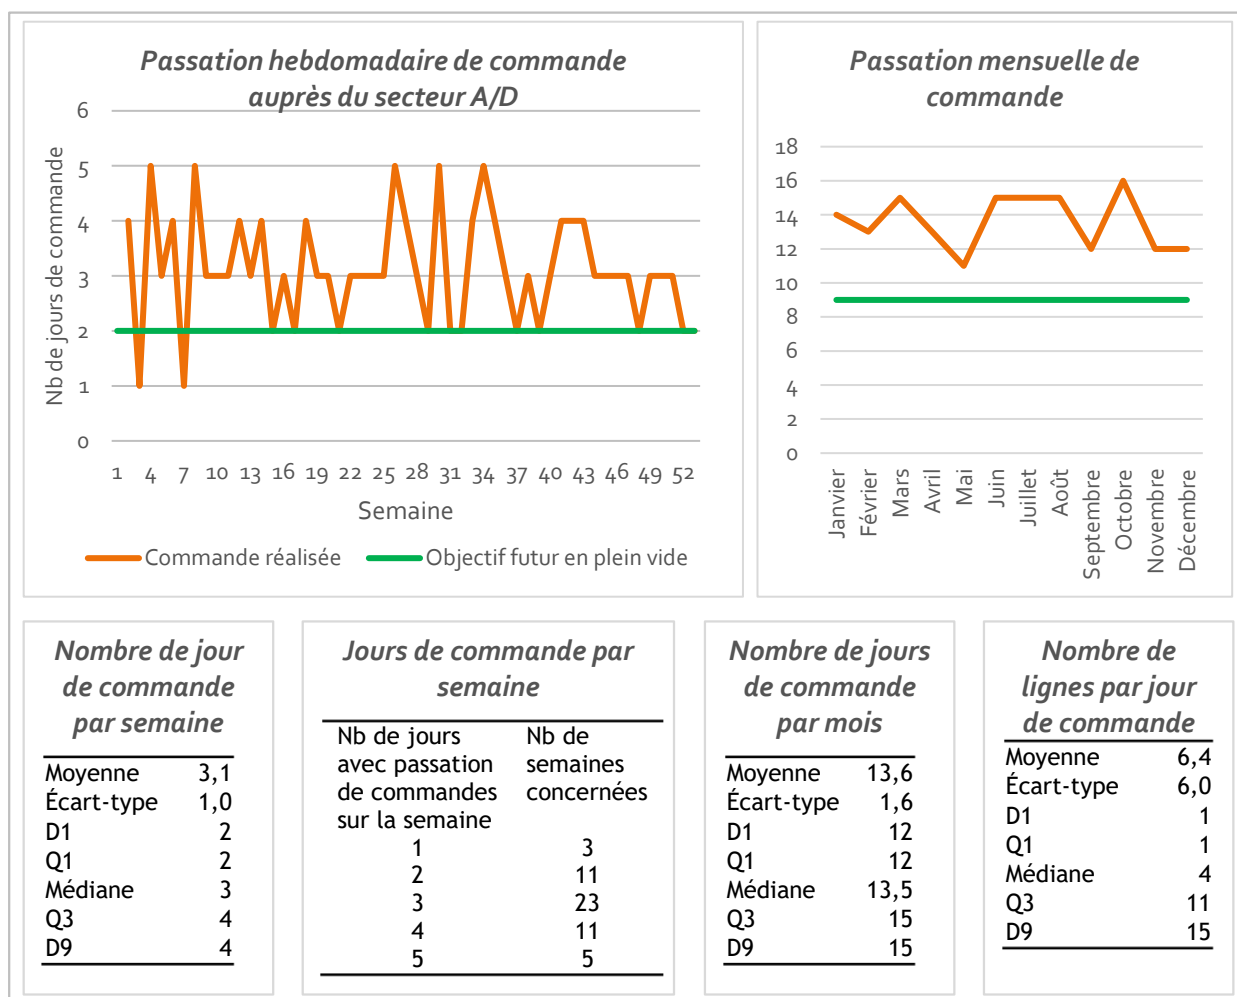 Passation hebdomadaire de commande
auprès du secteur A/D
Nb de jours de commande
6
5
4
3
2
1
0
1 4 7 10 13 16 19 22 25 28 31 34 37 40 43 46 49 52
Semaine
Commande réalisée
Objectif futur en plein vide
Passation mensuelle de
commande
18
16
14
12
10
8
6
4
2
0
Janvier
Février
Mars
Avril
Mai
Juin
Juillet
Août
Septembre
Octobre
Novembre
Décembre
Nombre de jour
de commande
par semaine
Moyenne 3,1
Écart-type 1,0
D1 2
Q1 2
Médiane 3
Q3 4
D9 4
Jours de commande par
semaine
Nb de jours Nb de
avec passation semaines
de commandes concernées
sur la semaine
1 3
2 11
3 23
4 11
5 5
Nombre de jours
de commande
par mois
Moyenne 13,6
Écart-type 1,6
D1 12
Q1 12
Médiane 13,5
Q3 15
D9 15
Nombre de
lignes par jour
de commande
Moyenne 6,4
Écart-type 6,0
D1 1
Q1 1
Médiane 4
Q3 11
D9 15